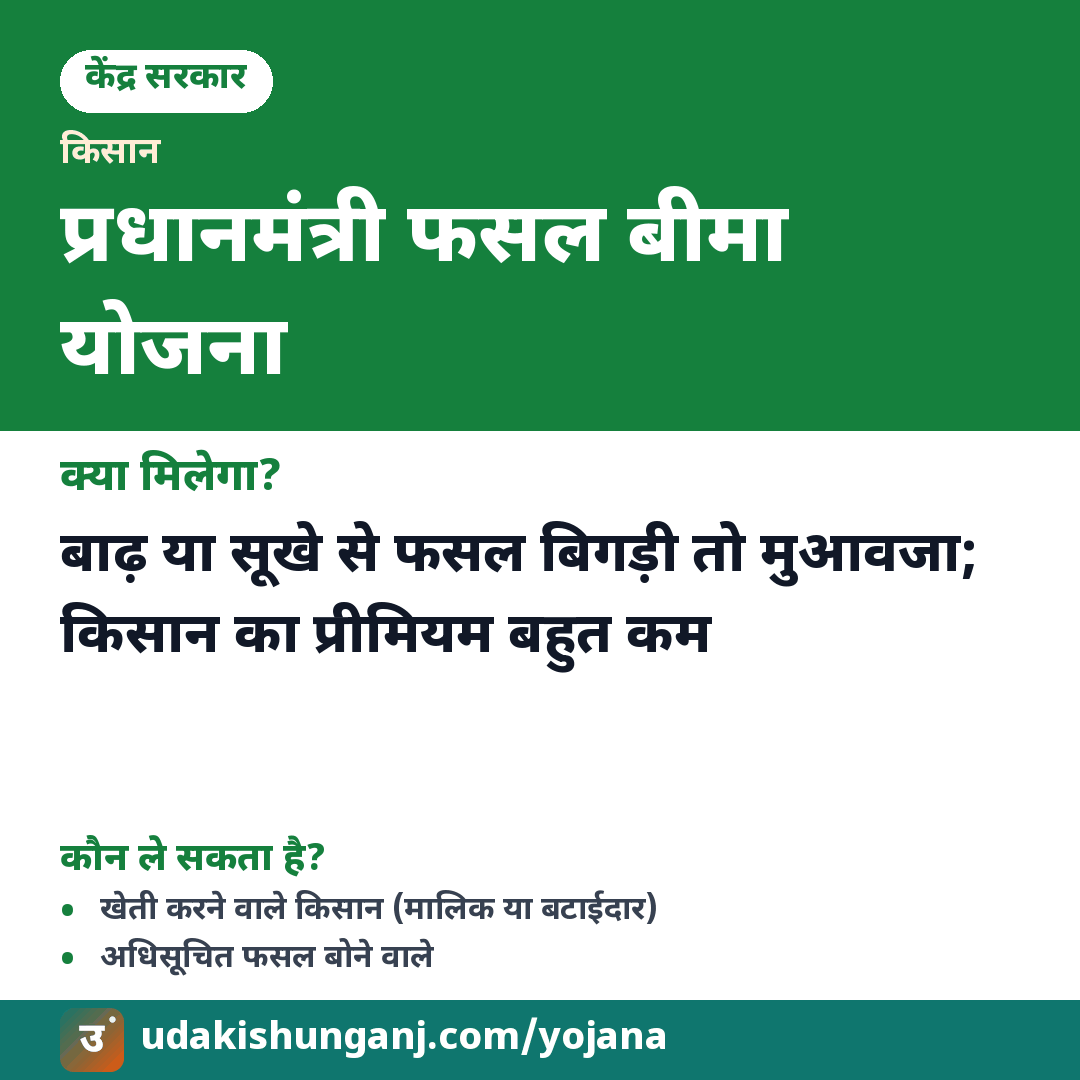 केंद्र सरकार
किसान
प्रधानमंत्री फसल बीमा
योजना
क्या मिलेगा?
बाढ़ या सूखे से फसल बिगड़ी तो मुआवजा;
किसान का प्रीमियम बहुत कम
कौन ले सकता है?
• खेती करने वाले किसान (मालिक या बटाईदार)
• अधिसूचित फसल बोने वाले
उ udakishunganj.com/yojana